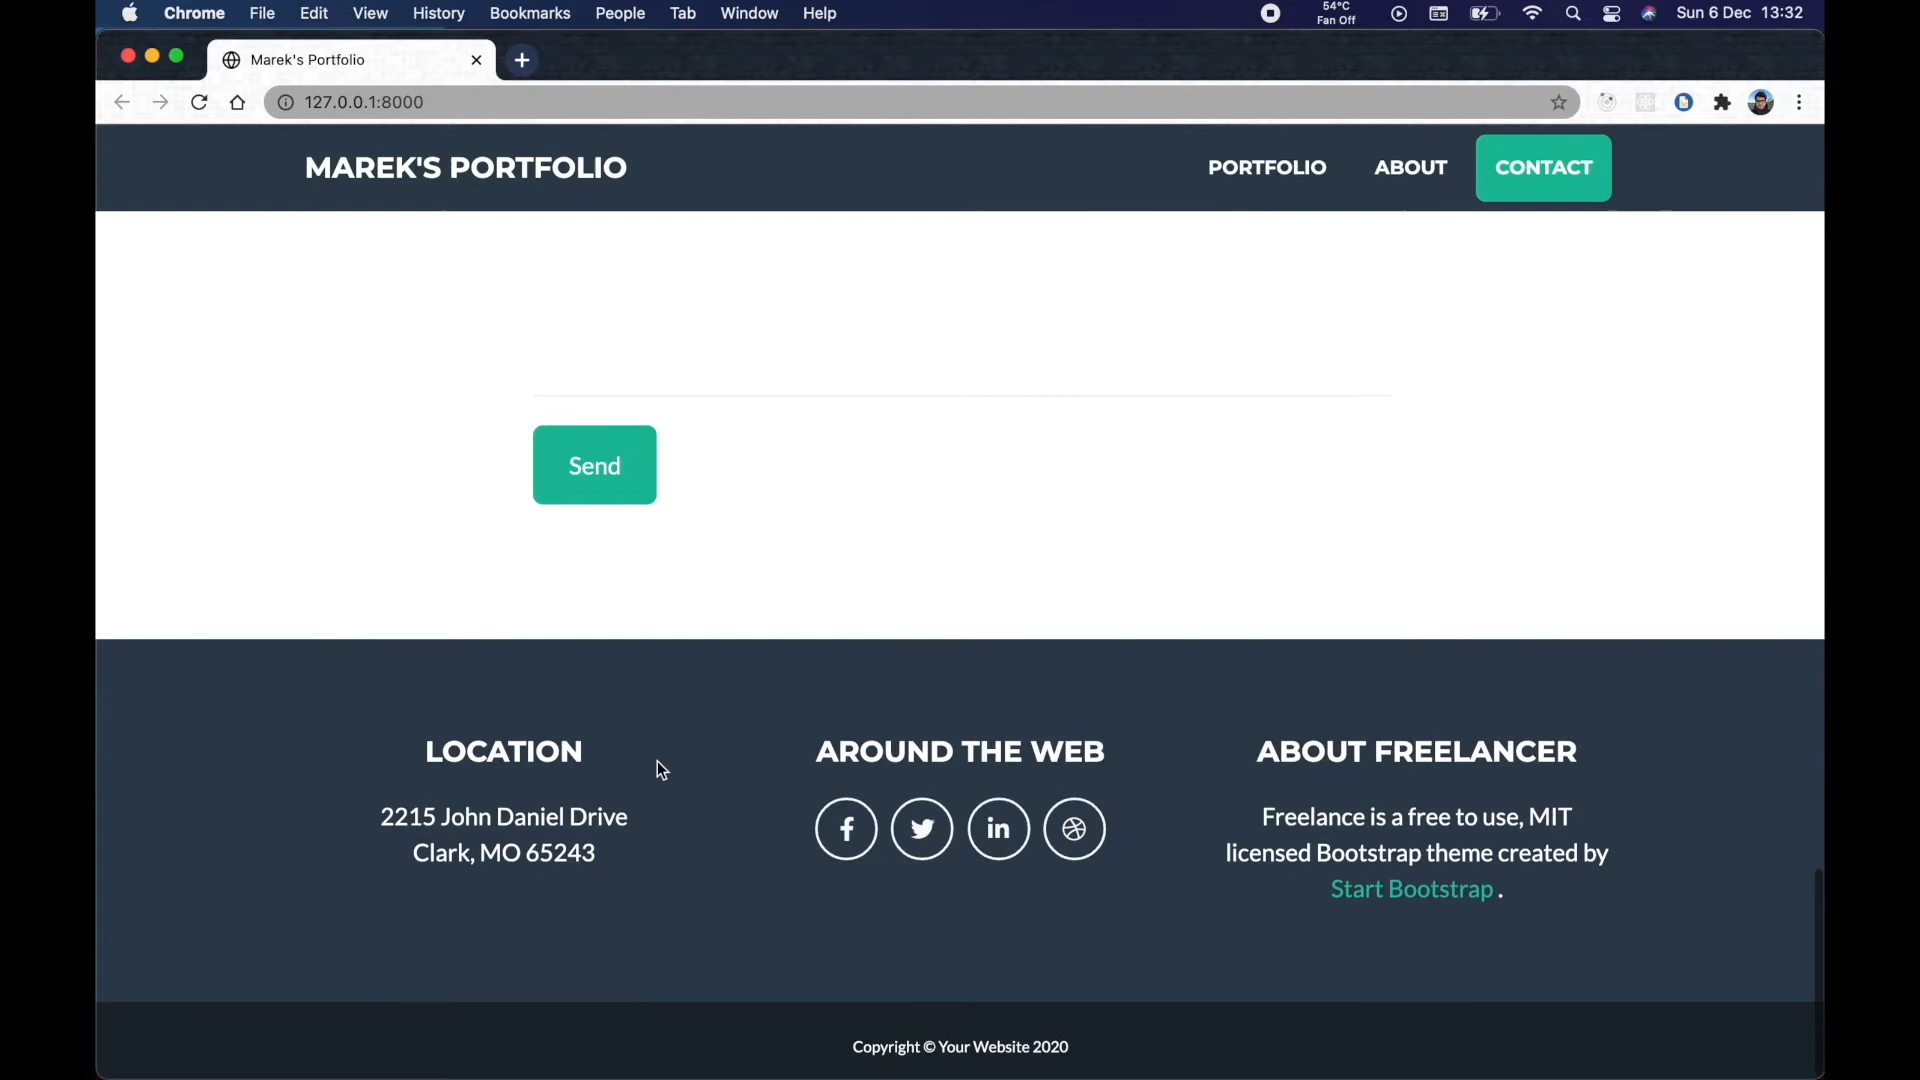 Chrome File Edit View History Bookmarks People Tab Window Help 54°C Sun 6 Dec 13:32
Fan Off
Marek's Portfolio
127.0.0.1:8000
MAREK'S PORTFOLIO PORTFOLIO ABOUT CONTACT
Send
LOCATION
2215 John Daniel Drive
Clark, MO 65243
AROUND THE WEB
ABOUT FREELANCER
Freelance is a free to use, MIT
licensed Bootstrap theme created by
Start Bootstrap .
Copyright © Your Website 2020